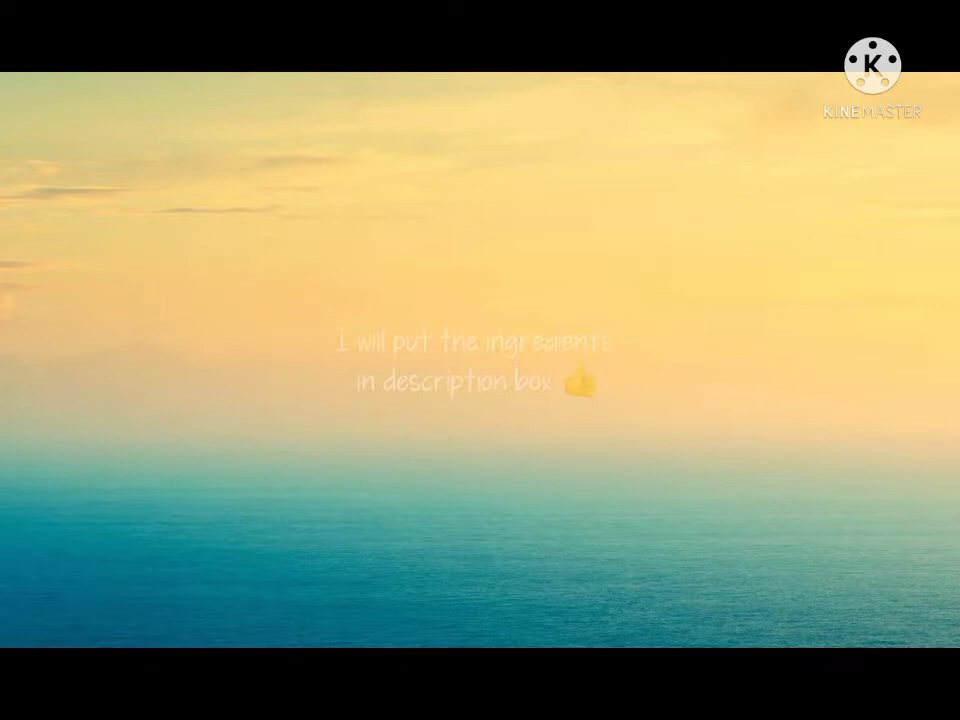 K
KINEMASTER
I will put the ingredients
in description box 👍